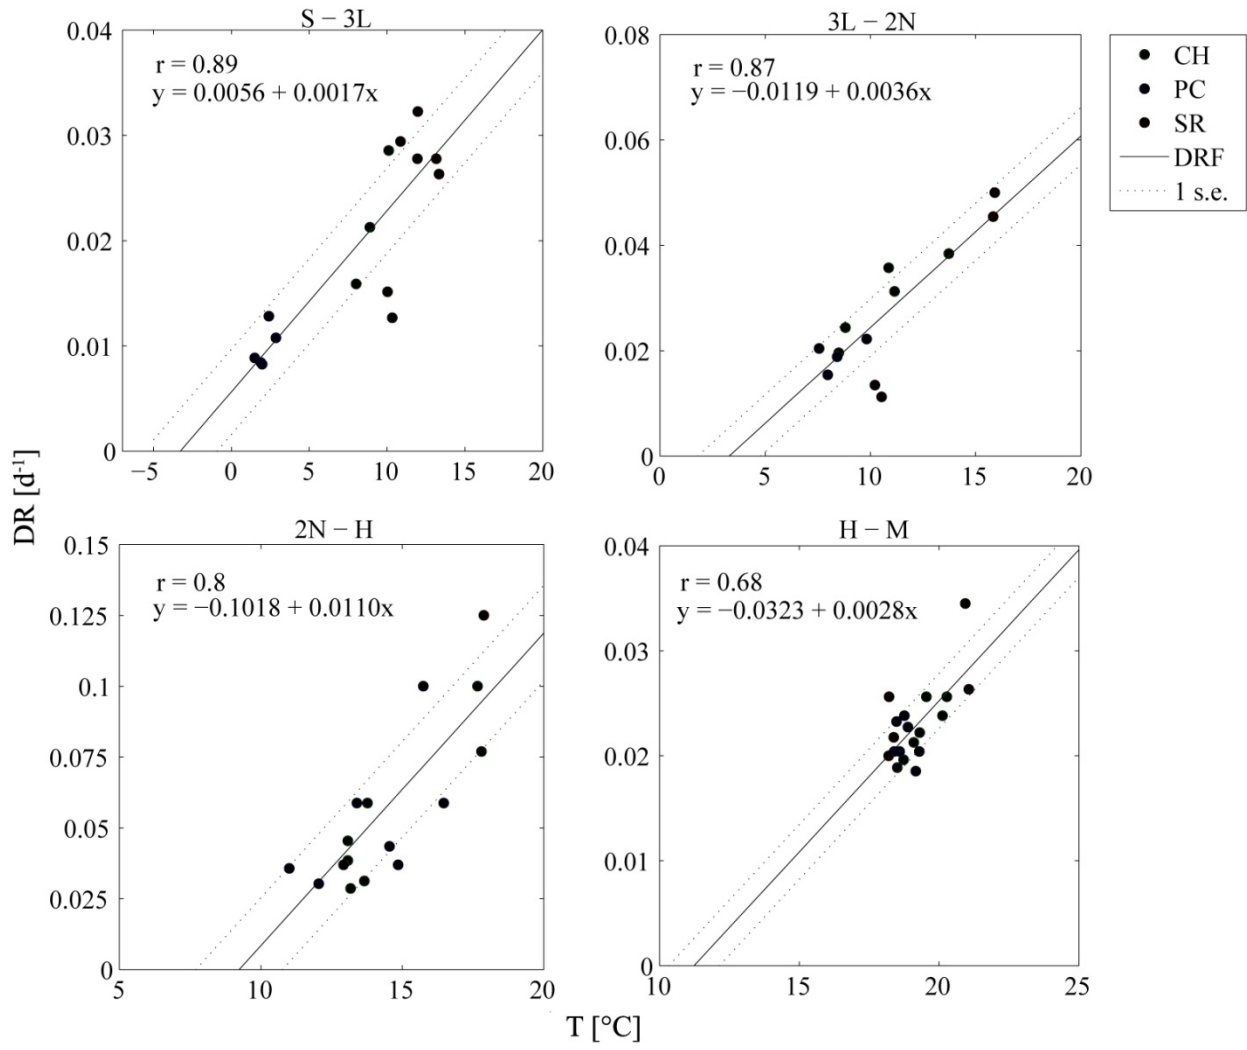 S − 3L
r = 0.89
y = 0.0056 + 0.0017x
0.04
0.03
0.02
0.01
0
−5
0
5
10
15
20
3L − 2N
r = 0.87
y = −0.0119 + 0.0036x
0.08
0.06
0.04
0.02
0
0
5
10
15
20
CH
PC
SR
DRF
1 s.e.
DR [d⁻¹]
2N − H
r = 0.8
y = −0.1018 + 0.0110x
0.15
0.125
0.1
0.075
0.05
0.025
0
5
10
15
20
H − M
r = 0.68
y = −0.0323 + 0.0028x
0.04
0.03
0.02
0.01
0
10
15
20
25
T [°C]